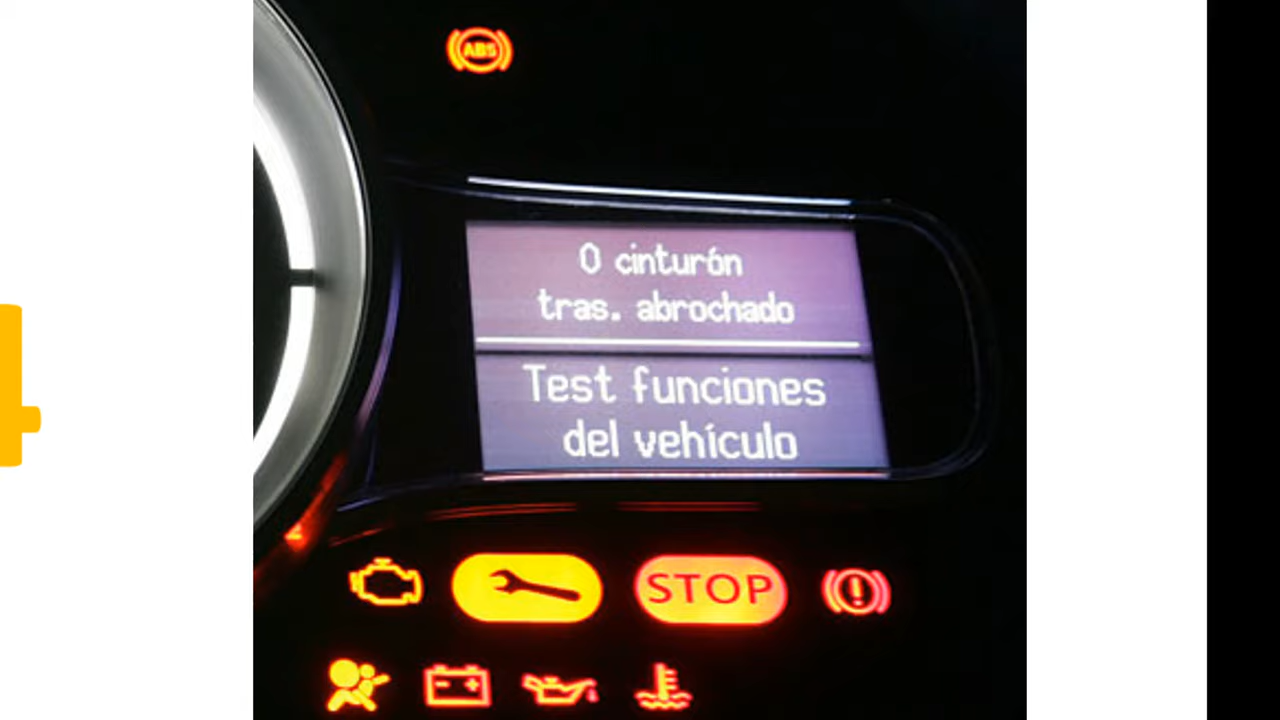 ABS
0 cinturón
tras. abrochado
Test funciones
del vehículo
STOP